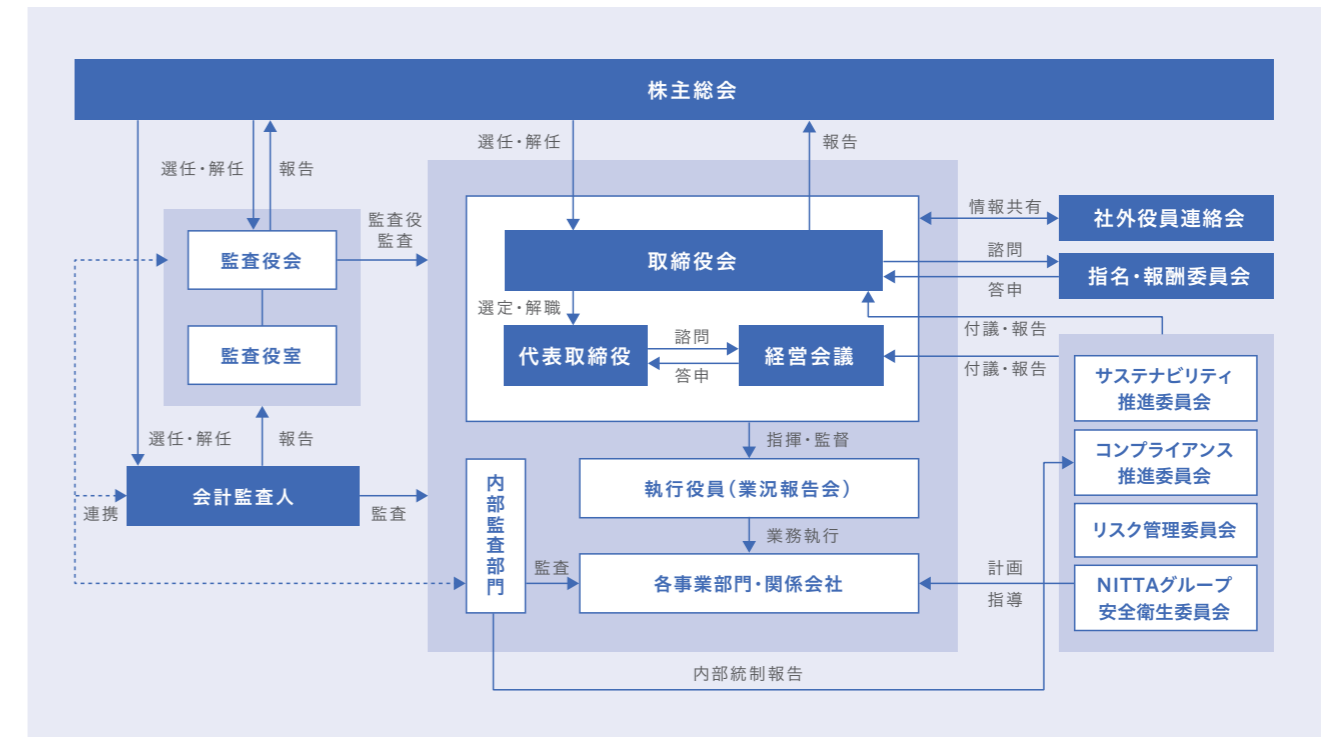 株主総会
選任・解任
報告
選任・解任
報告
監査役
監査
情報共有
社外役員連絡会
監査役会
取締役会
諮問
答申
指名・報酬委員会
選定・解職
付議・報告
監査役室
代表取締役
諮問
答申
経営会議
付議・報告
サステナビリティ
推進委員会
選任・解任
報告
指揮・監督
コンプライアンス
推進委員会
会計監査人
連携
監査
内部監査部門
執行役員（業況報告会）
業務執行
リスク管理委員会
監査
各事業部門・関係会社
計画
指導
NITTAグループ
安全衛生委員会
内部統制報告